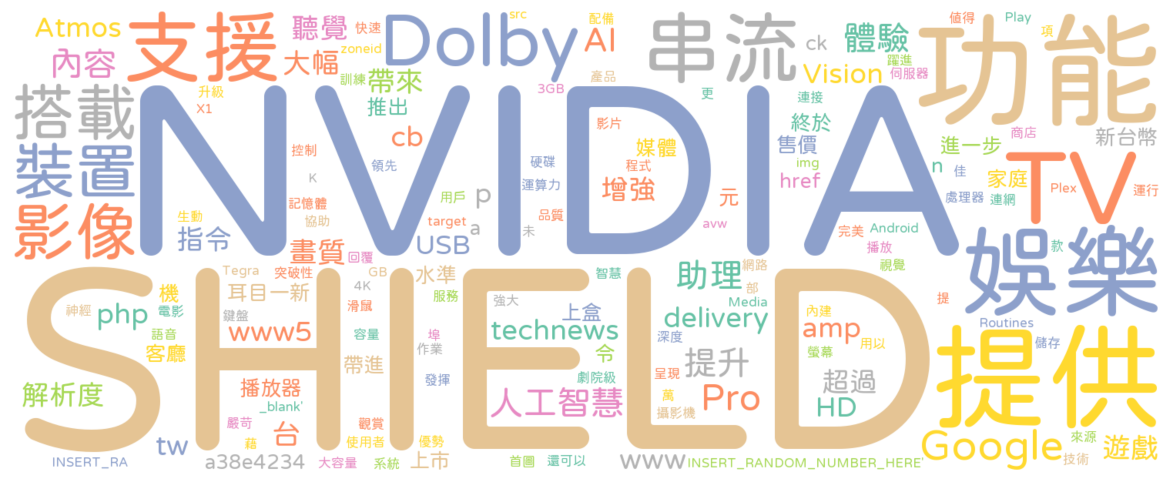 Atmos
支援
聽覺
快速
Dolby
src
配備
AI
串流
ck
體驗
值得
Play
項
功能
內容
大幅
zoneid
訓練
帶來
3GB
產品
Vision
躍進
伺服器
搭載
升級
X1
推出
cb
NVIDIA
更
連接
終於
進一步
商店
新台幣
影片
裝置
控制
領先
硬碟
程式
媒體
售價
img
href
n
佳
家庭
TV
K
用戶
p
運算力
增強
元
處理器
連網
Plex
運行
影像
生動
記憶體
協助
target
a
未
品質
avw
完美
Android
指令
畫質
回覆
USB
播放
款
娛樂
Tegra
突破性
GB
水準
智慧
助理
網路
視覺
SHIELD
神經
php
機
電影
耳目一新
4K
滑鼠
服務
強大
上盒
Media
部
內建
提
鍵盤
www5
語音
客廳
容量
埠
作業
technews
令
delivery
深度
amp
螢幕
用以
Routines
儲存
提供
解析度
播放器
帶進
發揮
劇院級
呈現
提升
超過
_blank'
人工智慧
萬
攝影機
Pro
HD
嚴苛
藉
台
觀賞
使用者
優勢
tw
Google
來源
遊戲
INSERT_RA
a38e4234
大容量
系統
上市
首圖
還可以
www
INSERT_RANDOM_NUMBER_HERE'
技術